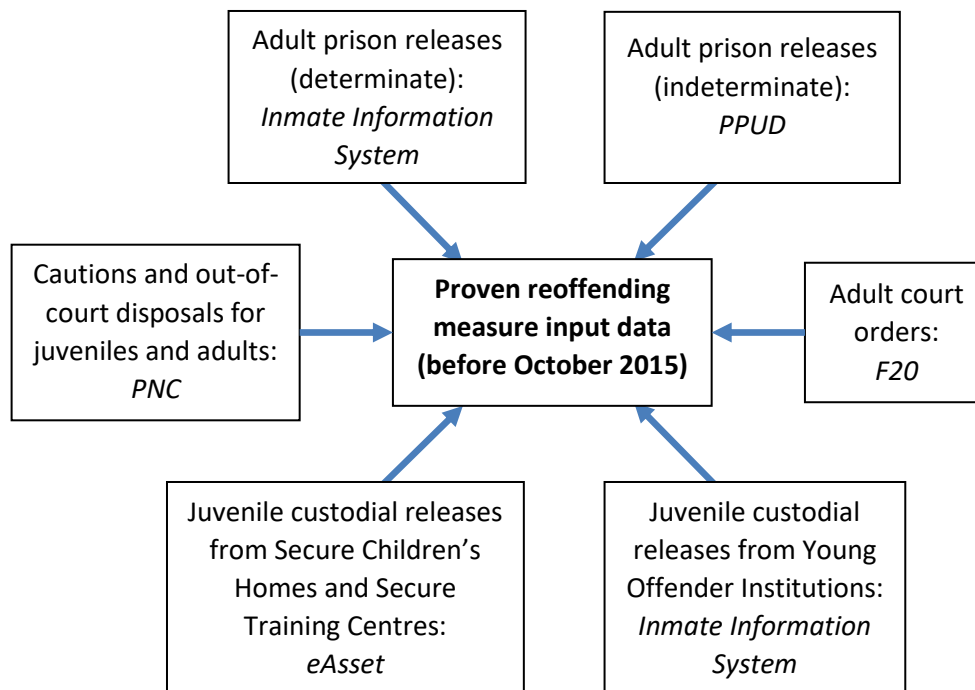 Adult prison releases
(determinate):
Inmate Information
System
Adult prison releases
(indeterminate):
PPUD
Cautions and out-of-
court disposals for
juveniles and adults:
PNC
Proven reoffending
measure input data
(before October 2015)
Adult court
orders:
F20
Juvenile custodial releases
from Secure Children’s
Homes and Secure
Training Centres:
eAsset
Juvenile custodial
releases from Young
Offender Institutions:
Inmate Information
System